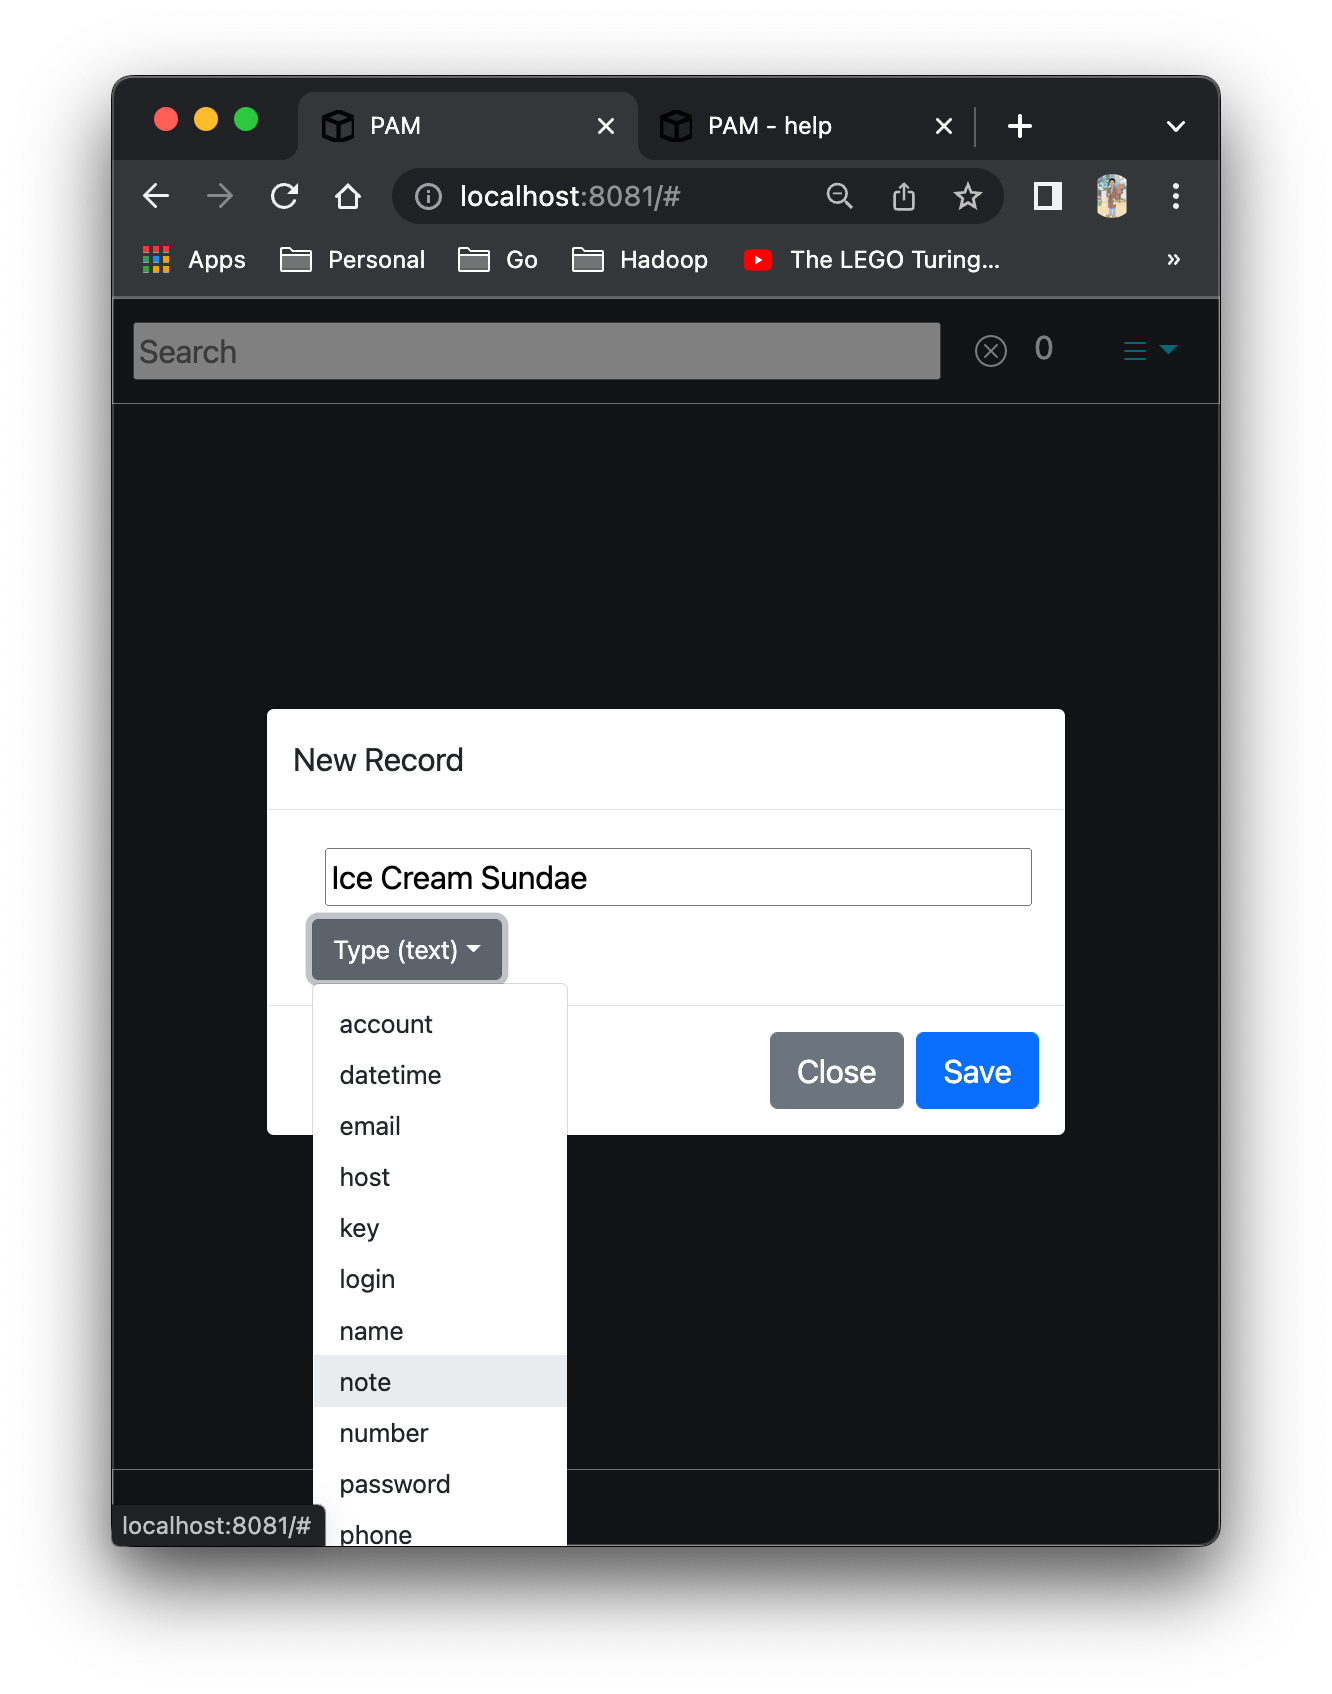 PAM
PAM - help
localhost:8081/#
Apps
Personal
Go
Hadoop
The LEGO Turing...
»
Search
0
New Record
Ice Cream Sundae
Type (text)
account
datetime
email
host
key
login
name
note
number
password
phone
Close
Save
localhost:8081/#